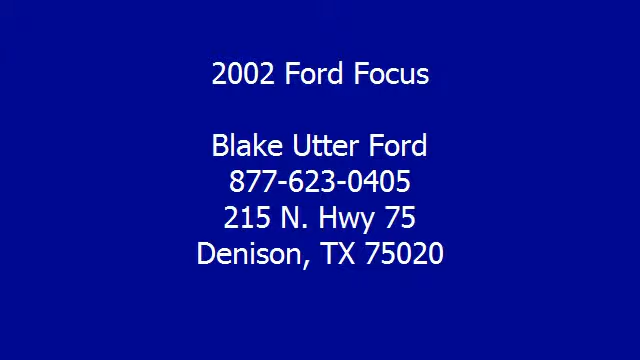 2002 Ford Focus
Blake Utter Ford
877-623-0405
215 N. Hwy 75
Denison, TX 75020